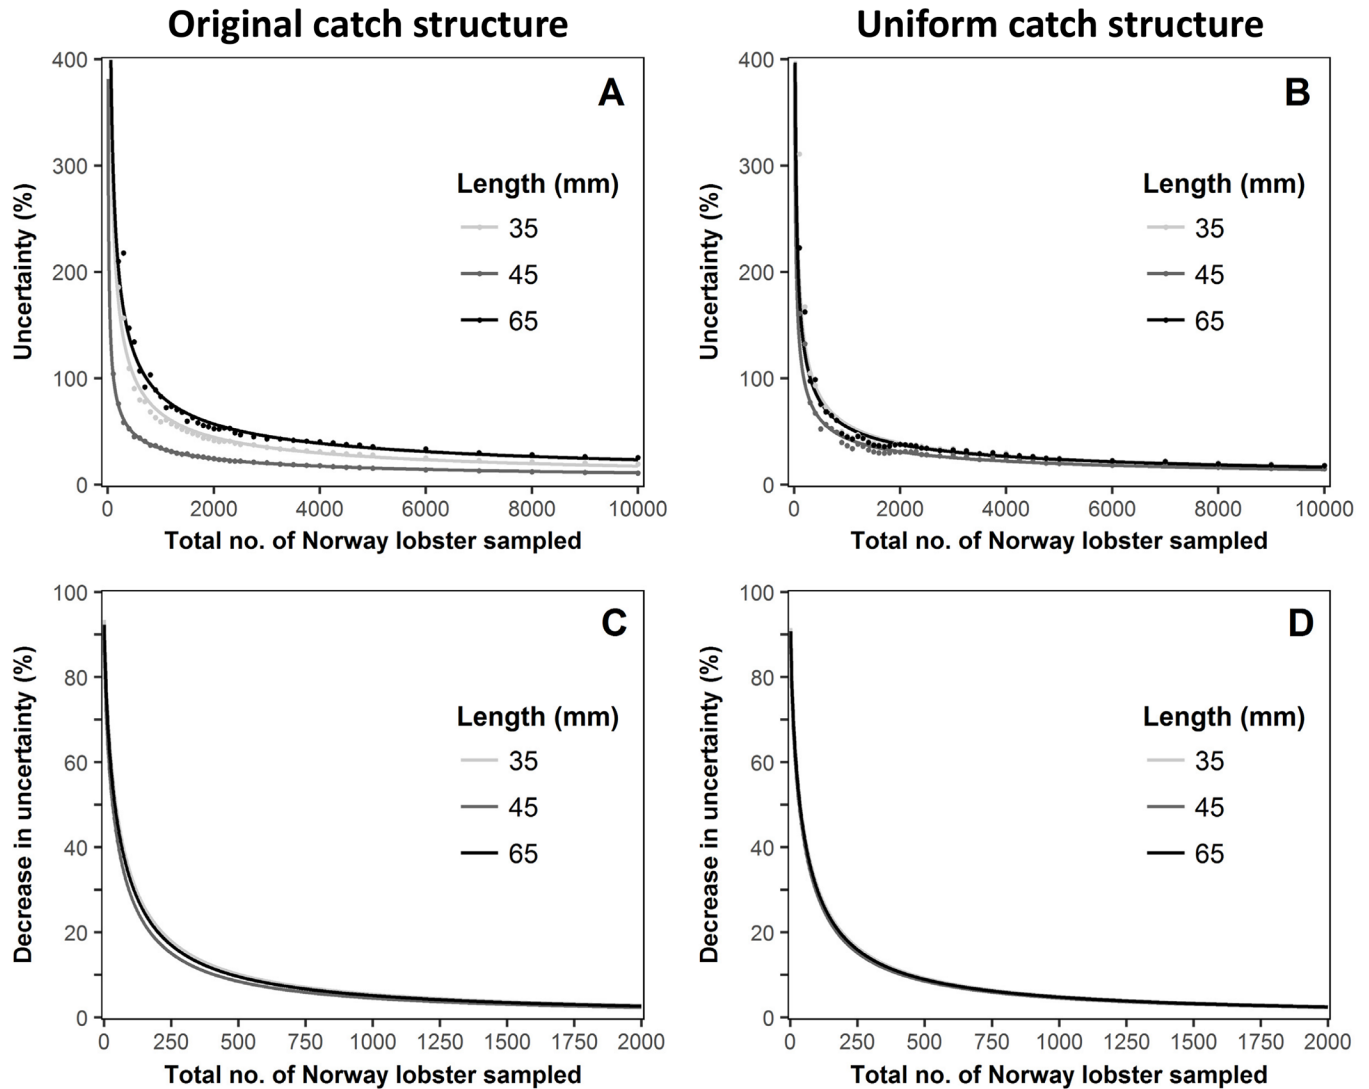 Original catch structure
Uniform catch structure
A
400
300
200
100
0
Uncertainty (%)
Length (mm)
35
45
65
0 2000 4000 6000 8000 10000
Total no. of Norway lobster sampled
B
400
300
200
100
0
Uncertainty (%)
Length (mm)
35
45
65
0 2000 4000 6000 8000 10000
Total no. of Norway lobster sampled
C
100
80
60
40
20
0
Decrease in uncertainty (%)
Length (mm)
35
45
65
0 250 500 750 1000 1250 1500 1750 2000
Total no. of Norway lobster sampled
D
100
80
60
40
20
0
Decrease in uncertainty (%)
Length (mm)
35
45
65
0 250 500 750 1000 1250 1500 1750 2000
Total no. of Norway lobster sampled